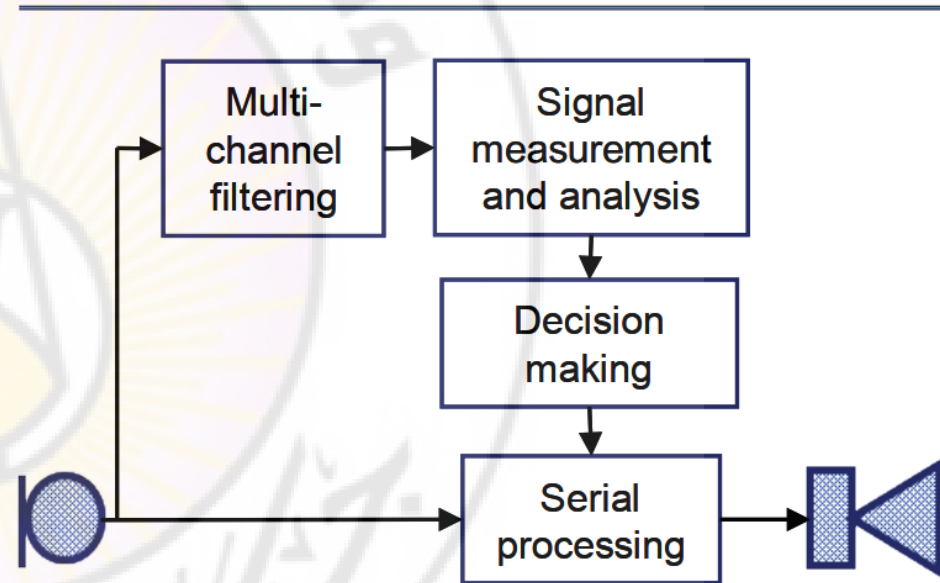 Multi-
channel
filtering
Signal
measurement
and analysis
Decision
making
Serial
processing